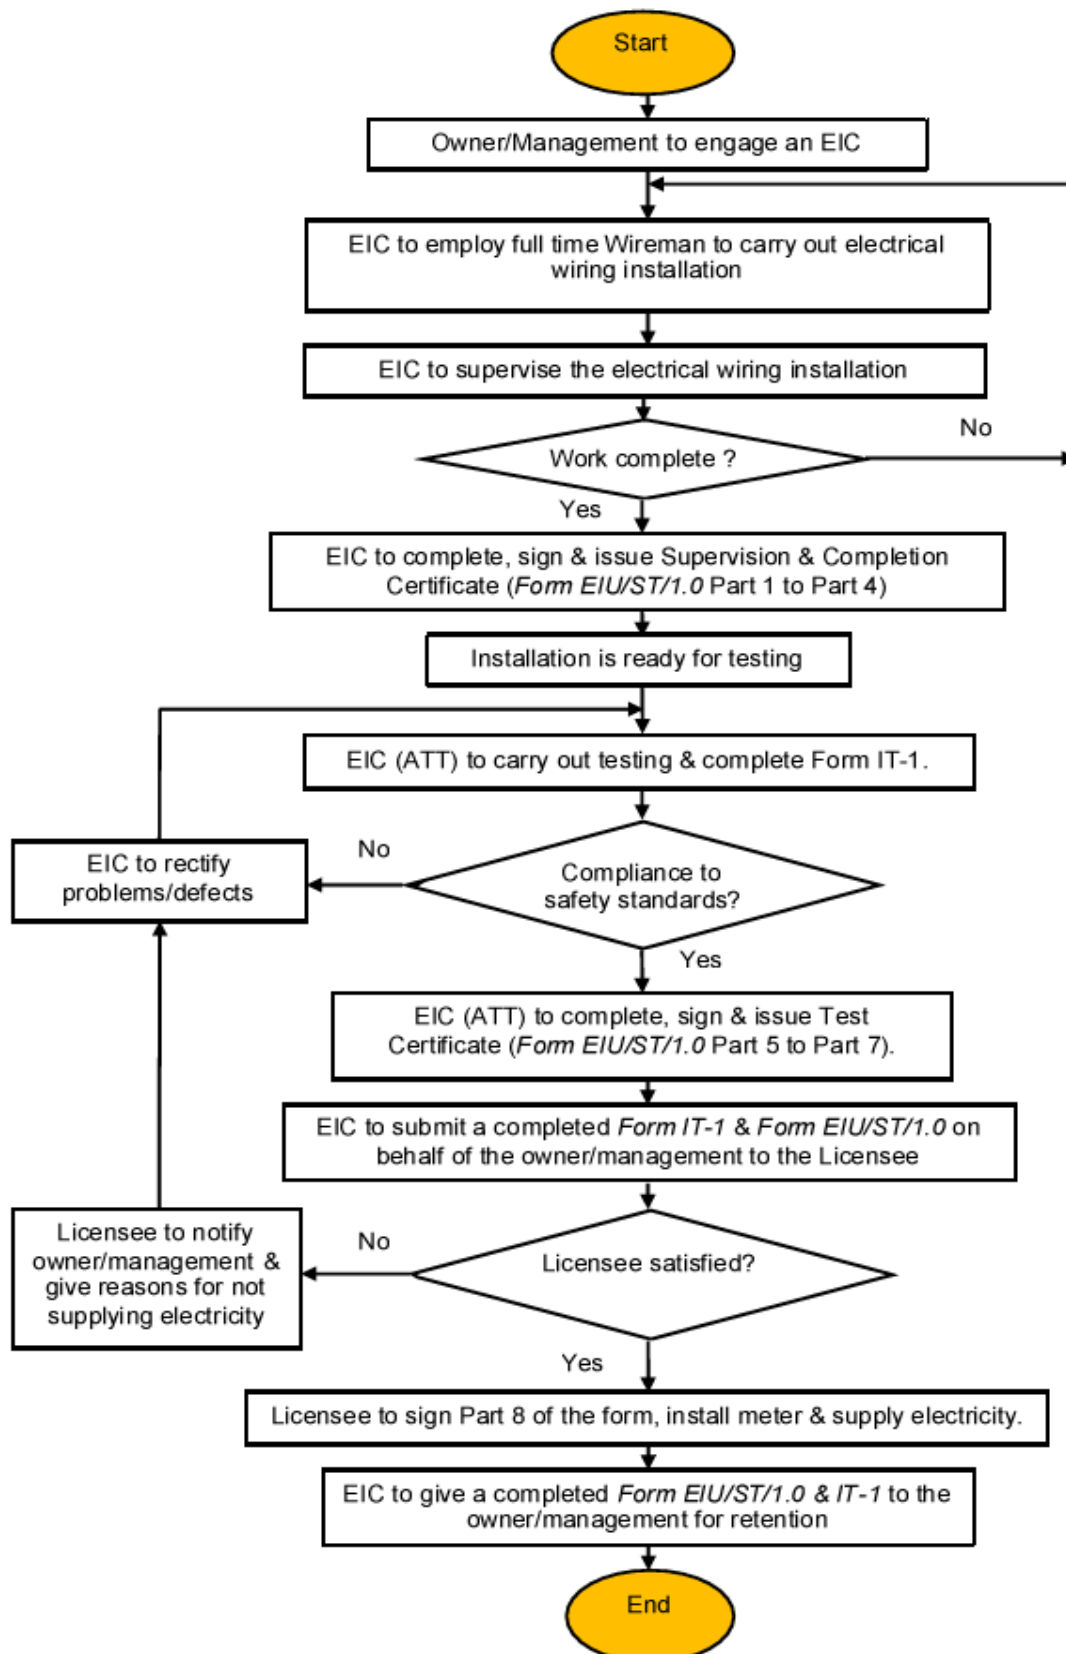 Start
Owner/Management to engage an EIC
EIC to employ full time Wireman to carry out electrical
wiring installation
EIC to supervise the electrical wiring installation
No
Work complete ?
Yes
EIC to complete, sign & issue Supervision & Completion
Certificate (Form EIU/ST/1.0 Part 1 to Part 4)
Installation is ready for testing
EIC (ATT) to carry out testing & complete Form IT-1.
No
EIC to rectify
problems/defects
Compliance to
safety standards?
Yes
EIC (ATT) to complete, sign & issue Test
Certificate (Form EIU/ST/1.0 Part 5 to Part 7).
EIC to submit a completed Form IT-1 & Form EIU/ST/1.0 on
behalf of the owner/management to the Licensee
Licensee to notify
owner/management &
give reasons for not
supplying electricity
No
Licensee satisfied?
Yes
Licensee to sign Part 8 of the form, install meter & supply electricity.
EIC to give a completed Form EIU/ST/1.0 & IT-1 to the
owner/management for retention
End